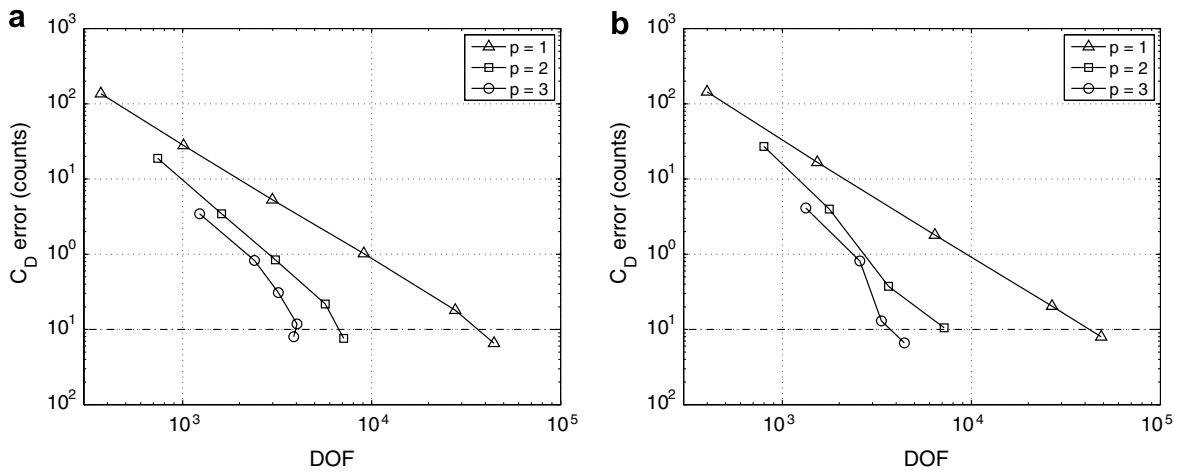 a
10³
10²
10¹
10⁰
10¹
10²
C_D error (counts)
p = 1
p = 2
p = 3
10³
10⁴
10⁵
DOF
b
10³
10²
10¹
10⁰
10¹
10²
C_D error (counts)
p = 1
p = 2
p = 3
10³
10⁴
10⁵
DOF